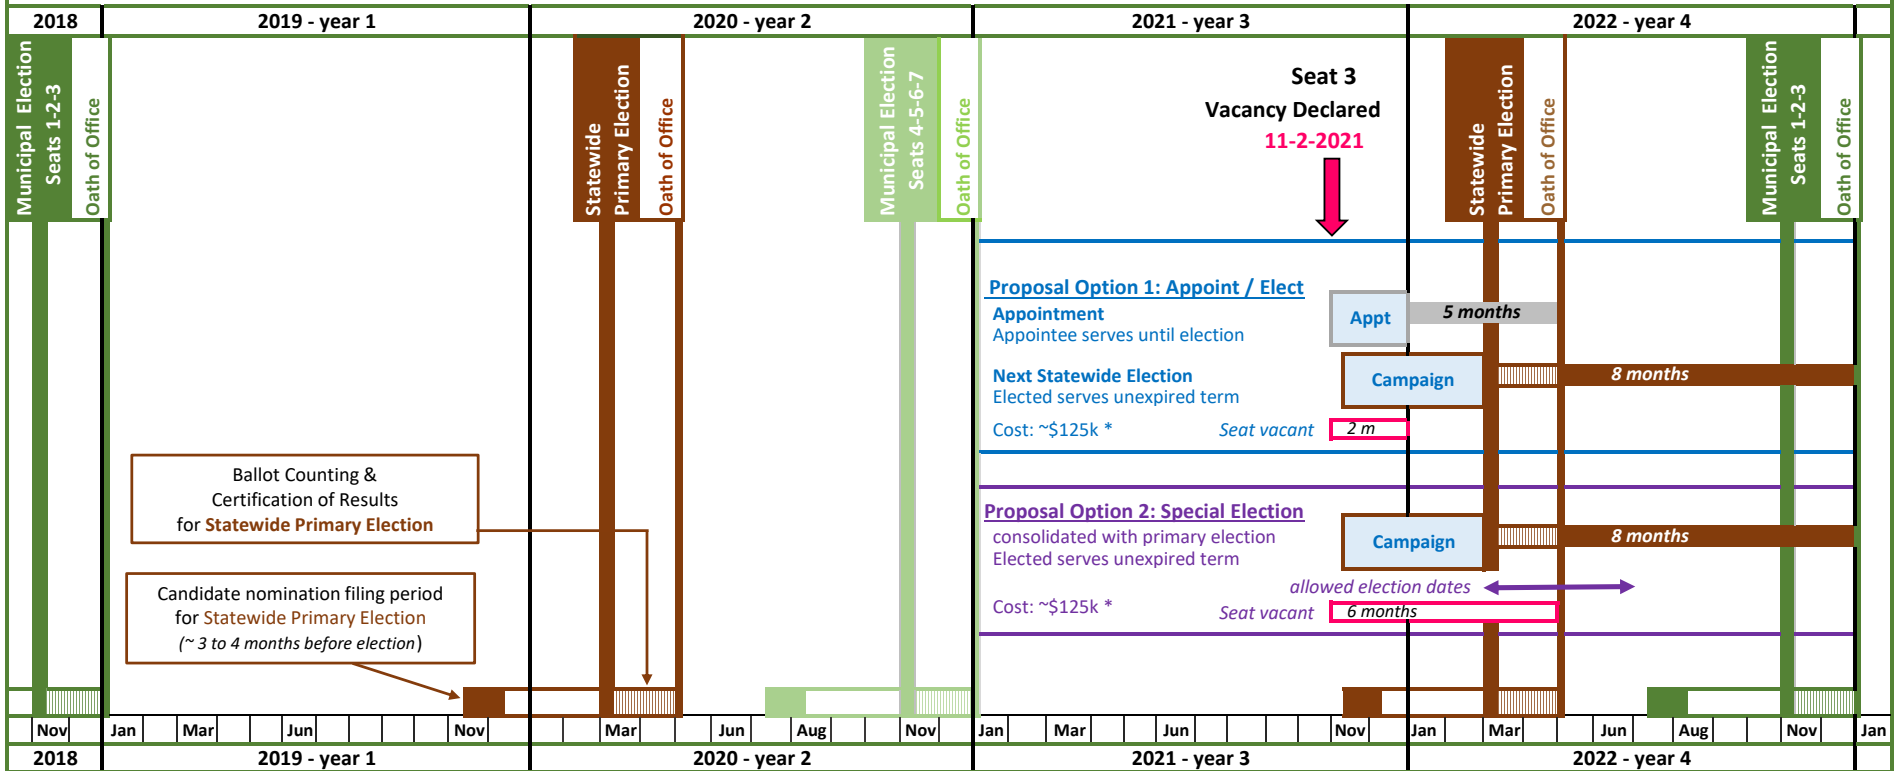 2018
2019 - year 1
2020 - year 2
2021 - year 3
2022 - year 4
Municipal Election
Seats 1-2-3
Oath of Office
Statewide
Primary Election
Oath of Office
Municipal Election
Seats 4-5-6-7
Oath of Office
Seat 3
Vacancy Declared
11-2-2021
Statewide
Primary Election
Oath of Office
Municipal Election
Seats 1-2-3
Oath of Office
Proposal Option 1: Appoint / Elect
Appointment
Appointee serves until election
Appt
5 months
Next Statewide Election
Elected serves unexpired term
Campaign
8 months
Cost: ~$125k *
Seat vacant
2 m
Ballot Counting &
Certification of Results
for Statewide Primary Election
Proposal Option 2: Special Election
consolidated with primary election
Elected serves unexpired term
Campaign
8 months
allowed election dates
Cost: ~$125k *
Seat vacant
6 months
Candidate nomination filing period
for Statewide Primary Election
(~ 3 to 4 months before election)
Nov
Jan
Mar
Jun
Nov
Mar
Jun
Aug
Nov
Jan
Mar
Jun
Nov
Jan
Mar
Jun
Aug
Nov
Jan
2018
2019 - year 1
2020 - year 2
2021 - year 3
2022 - year 4